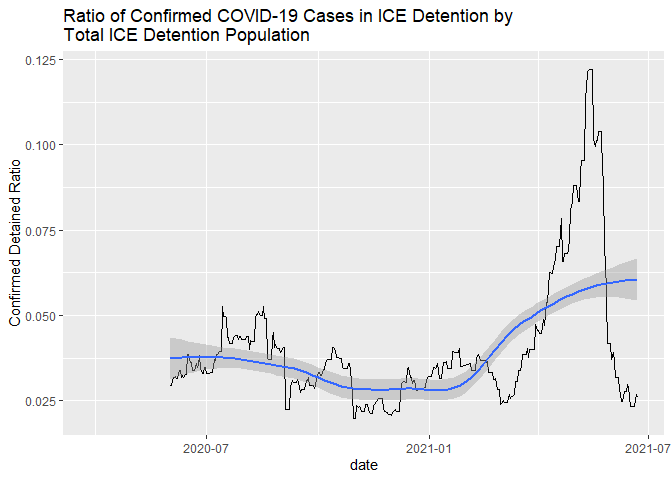 Ratio of Confirmed COVID-19 Cases in ICE Detention by
Total ICE Detention Population
0.125
0.100
0.075
0.050
0.025
Confirmed Detained Ratio
2020-07
2021-01
2021-07
date